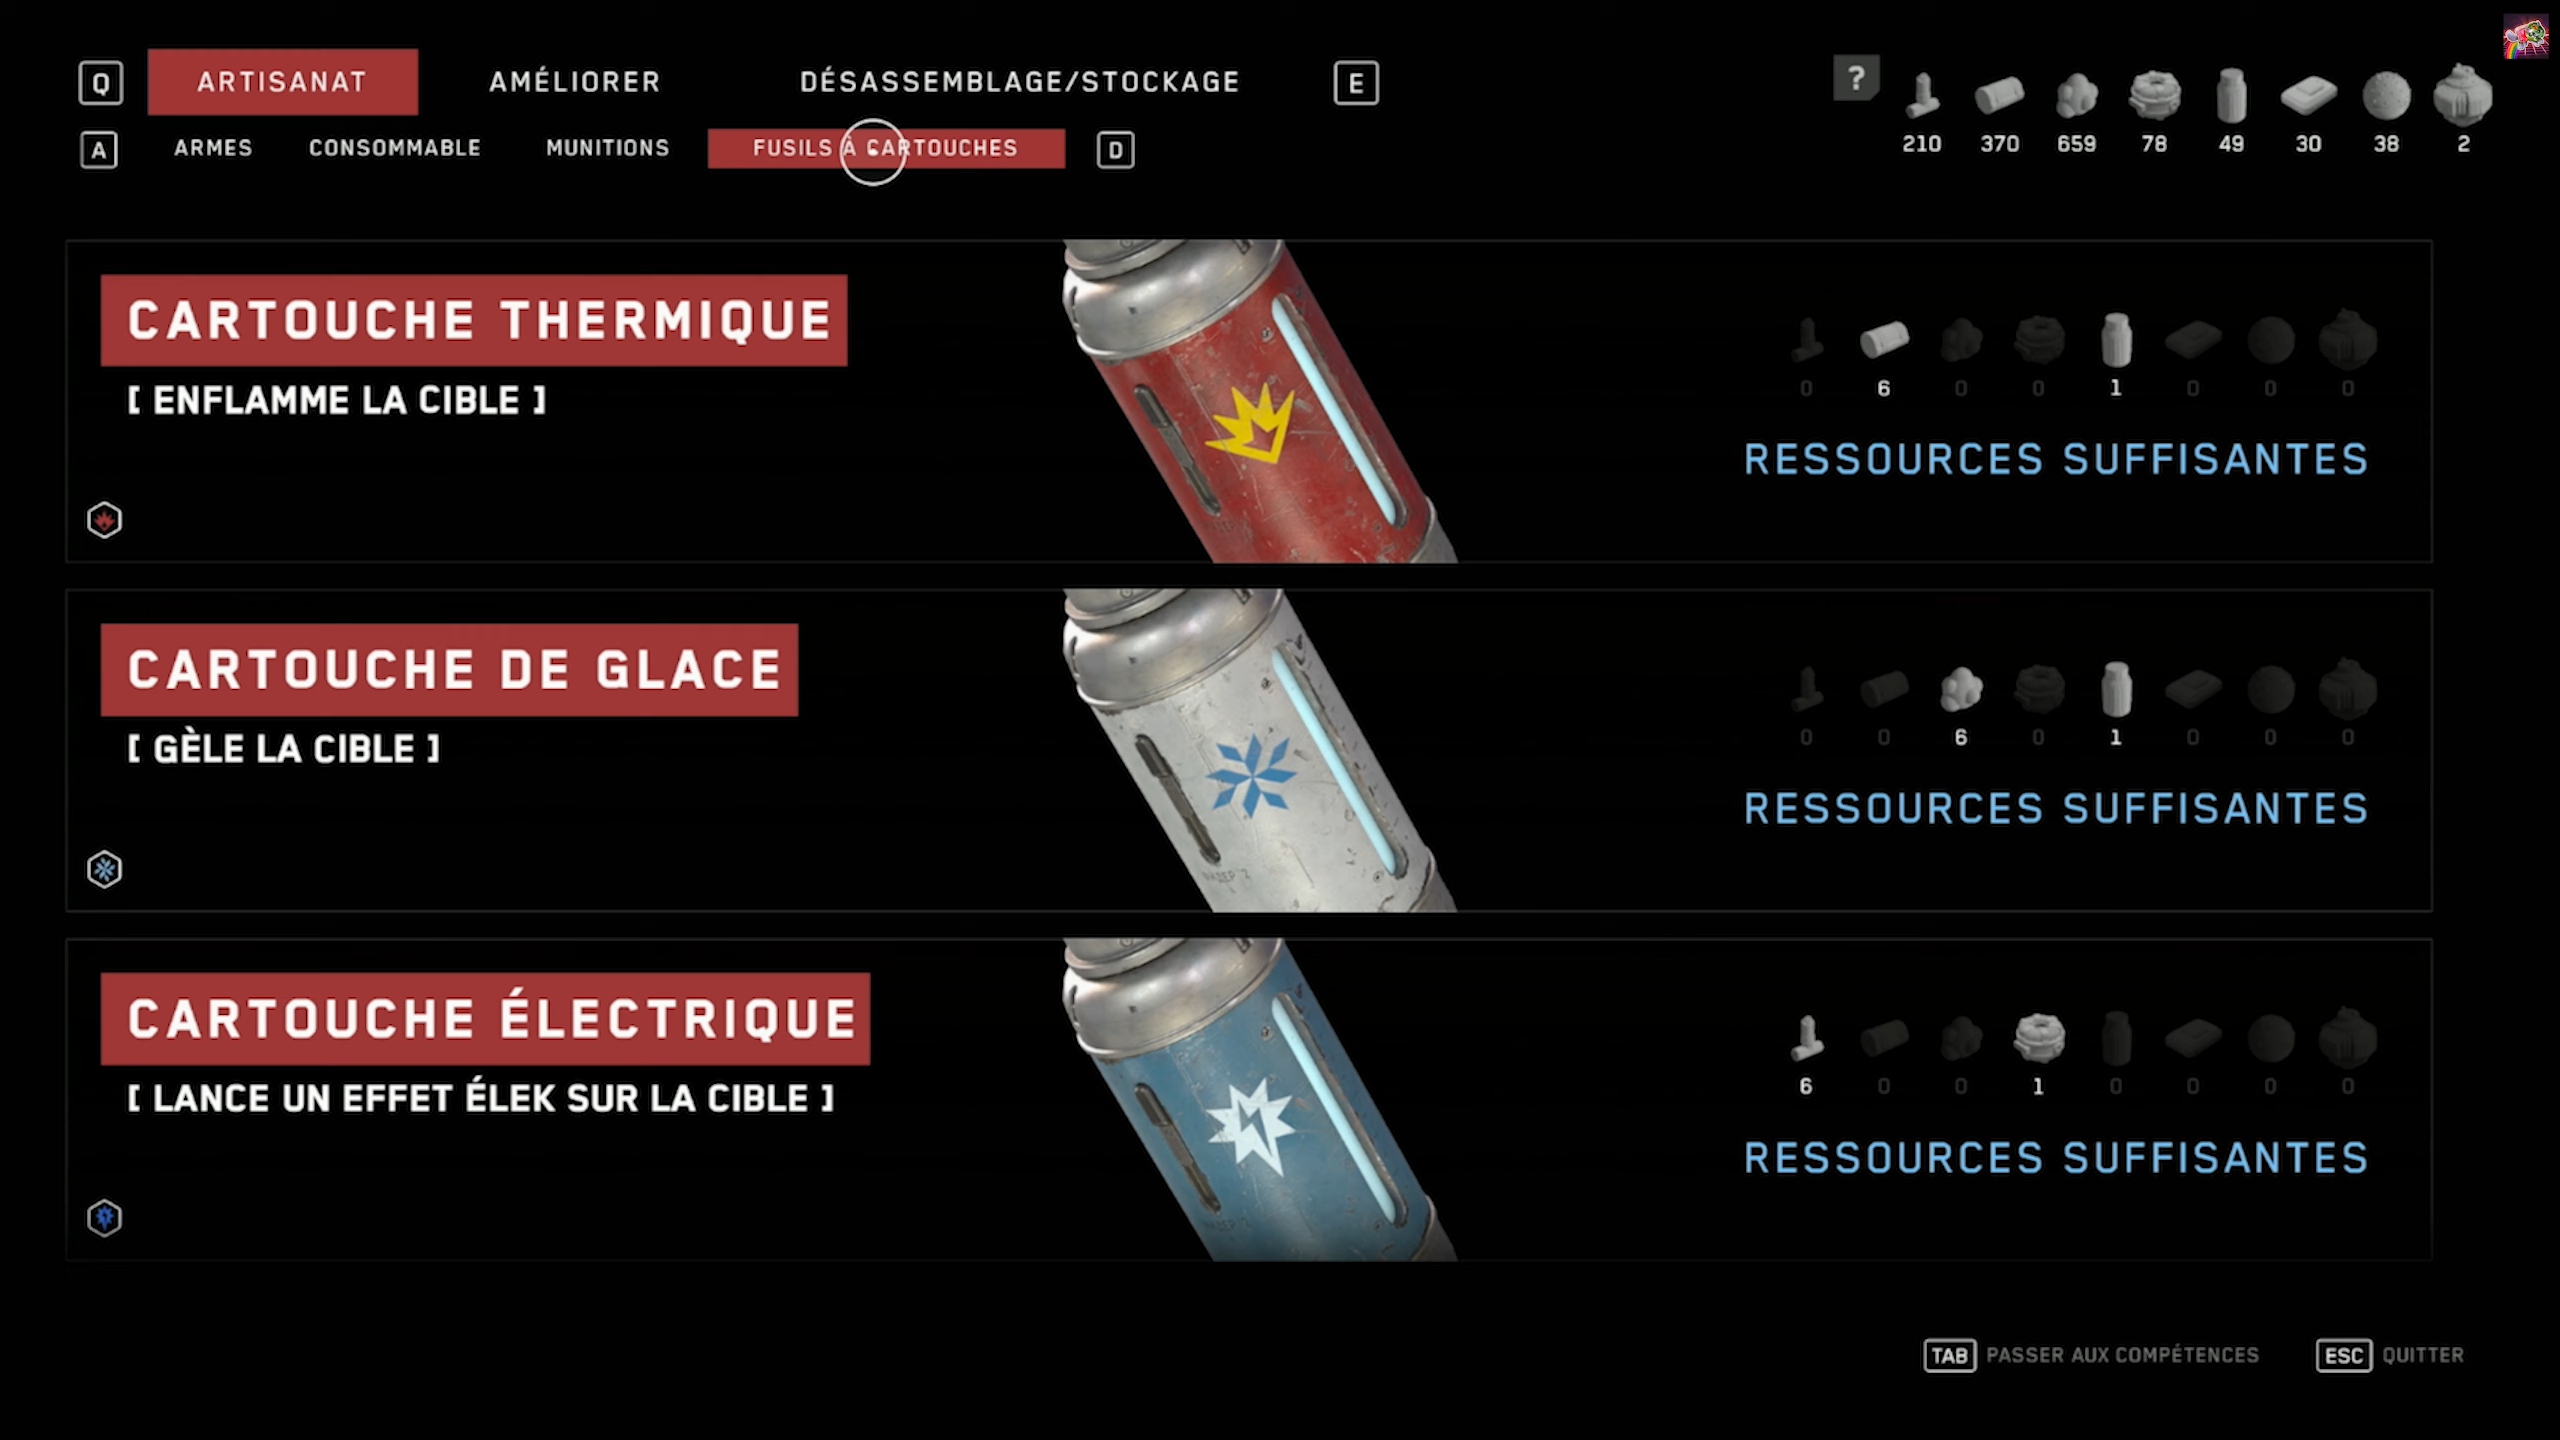 Q ARTISANAT AMÉLIORER DÉSASSEMBLAGE/STOCKAGE E ?
210 370 659 78 49 30 38 2
A ARMES CONSOMMABLE MUNITIONS FUSILS À CARTOUCHES D
CARTOUCHE THERMIQUE
[ ENFLAMME LA CIBLE ]
0 6 0 0 1 0 0 0
RESSOURCES SUFFISANTES
CARTOUCHE DE GLACE
[ GÈLE LA CIBLE ]
0 0 6 0 1 0 0 0
RESSOURCES SUFFISANTES
CARTOUCHE ÉLECTRIQUE
[ LANCE UN EFFET ÉLEK SUR LA CIBLE ]
6 0 0 1 0 0 0 0
RESSOURCES SUFFISANTES
TAB PASSER AUX COMPÉTENCES ESC QUITTER